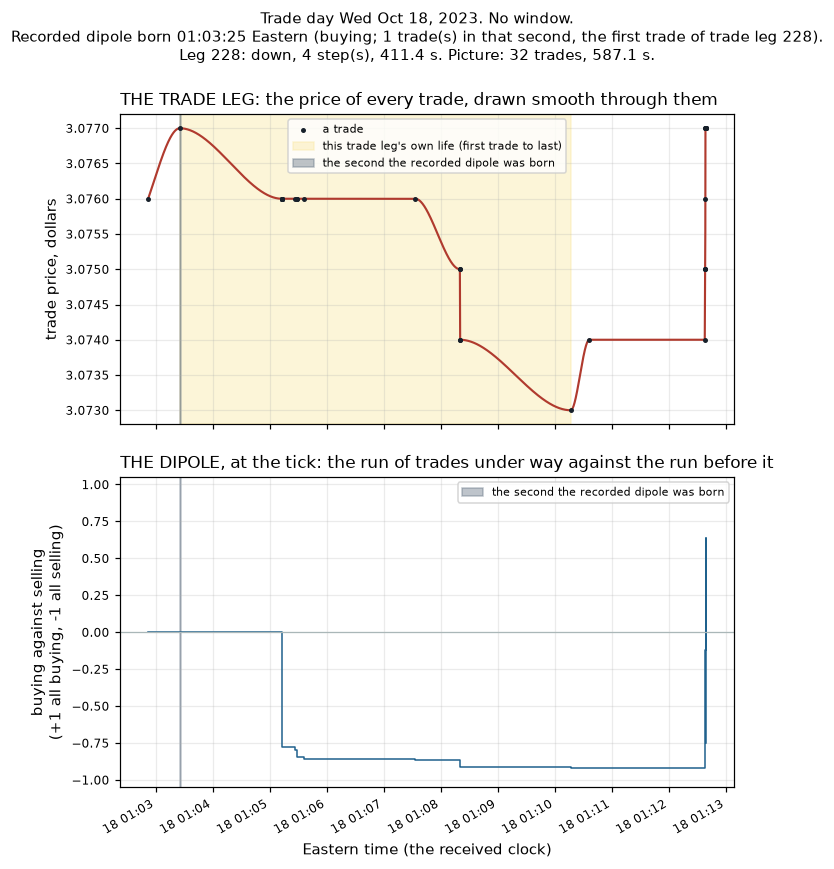 Trade day Wed Oct 18, 2023. No window.
Recorded dipole born 01:03:25 Eastern (buying; 1 trade(s) in that second, the first trade of trade leg 228).
Leg 228: down, 4 step(s), 411.4 s. Picture: 32 trades, 587.1 s.
THE TRADE LEG: the price of every trade, drawn smooth through them
a trade
this trade leg's own life (first trade to last)
the second the recorded dipole was born
trade price, dollars
3.0770
3.0765
3.0760
3.0755
3.0750
3.0745
3.0740
3.0735
3.0730
THE DIPOLE, at the tick: the run of trades under way against the run before it
the second the recorded dipole was born
buying against selling
(+1 all buying, -1 all selling)
1.00
0.75
0.50
0.25
0.00
−0.25
−0.50
−0.75
−1.00
18 01:03
18 01:04
18 01:05
18 01:06
18 01:07
18 01:08
18 01:09
18 01:10
18 01:11
18 01:12
18 01:13
Eastern time (the received clock)